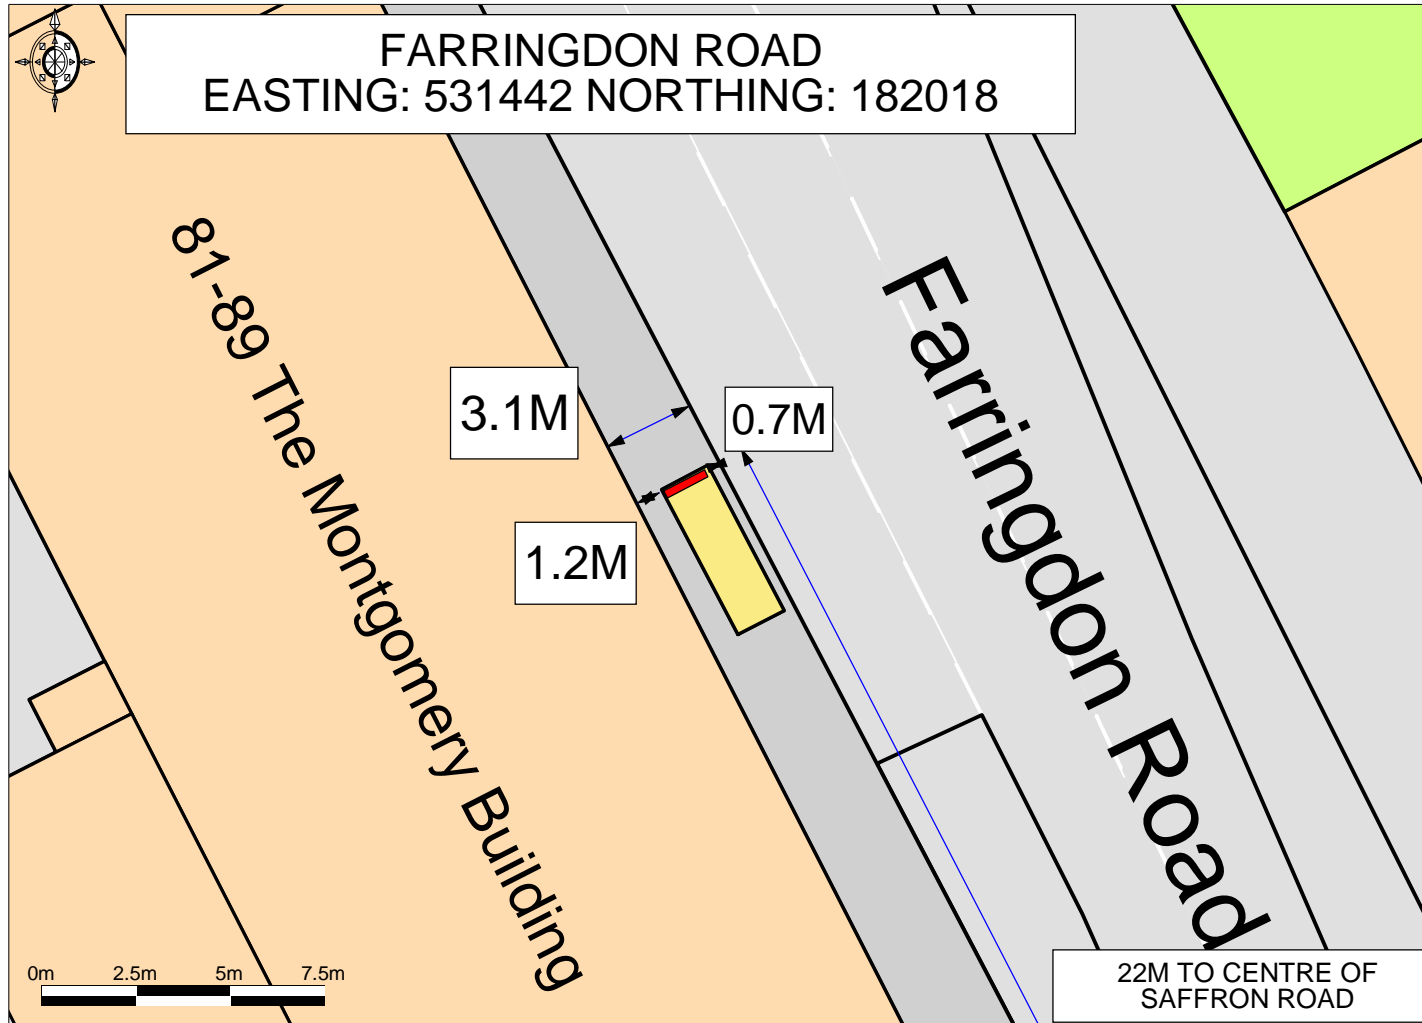 FARRINGDON ROAD
EASTING: 531442 NORTHING: 182018
81-89 The Montgomery Building
Farringdon Road
3.1M
0.7M
1.2M
0m 2.5m 5m 7.5m
22M TO CENTRE OF
SAFFRON ROAD